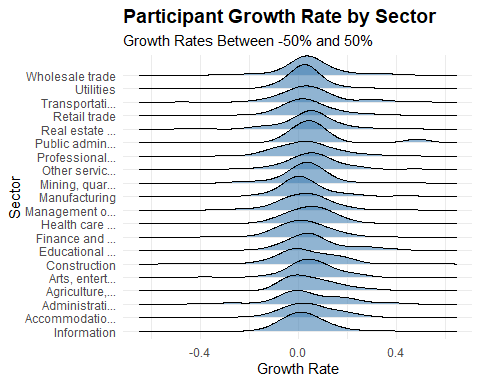 Participant Growth Rate by Sector
Growth Rates Between -50% and 50%
Wholesale trade
Utilities
Transportati...
Retail trade
Real estate ...
Public admin...
Professional...
Other servic...
Mining, quar...
Manufacturing
Management o...
Health care ...
Finance and ...
Educational ...
Construction
Arts, entert...
Agriculture,...
Administrati...
Accommodatio...
Information
Sector
-0.4
0.0
0.4
Growth Rate